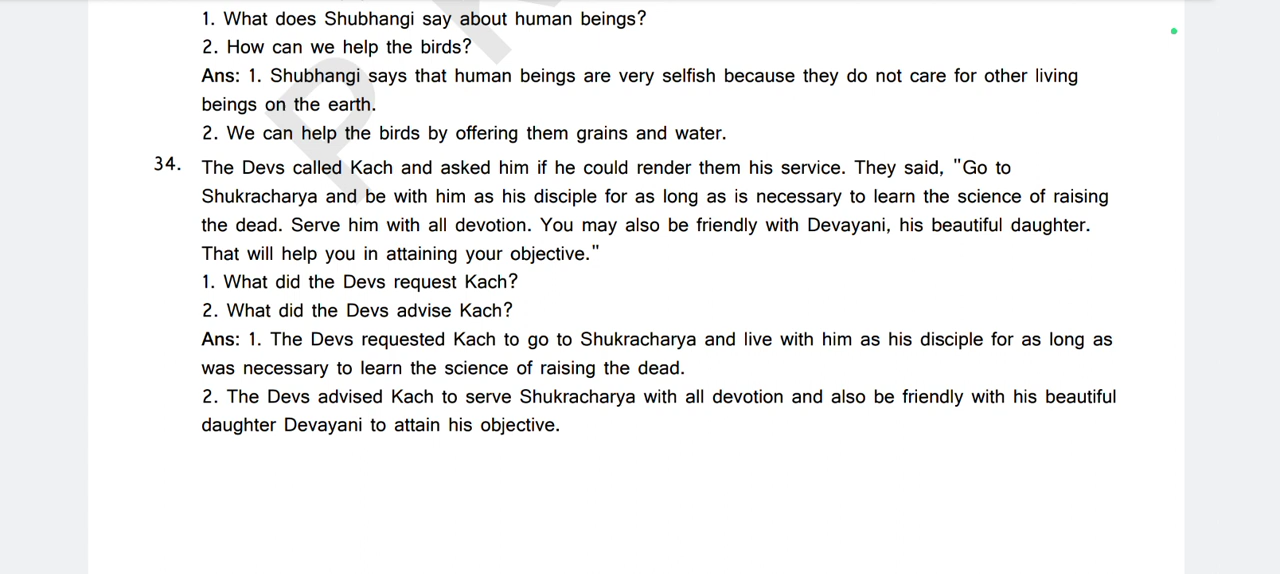 1. What does Shubhangi say about human beings?
2. How can we help the birds?
Ans: 1. Shubhangi says that human beings are very selfish because they do not care for other living
beings on the earth.
2. We can help the birds by offering them grains and water.
34. The Devs called Kach and asked him if he could render them his service. They said, "Go to
Shukracharya and be with him as his disciple for as long as is necessary to learn the science of raising
the dead. Serve him with all devotion. You may also be friendly with Devayani, his beautiful daughter.
That will help you in attaining your objective."
1. What did the Devs request Kach?
2. What did the Devs advise Kach?
Ans: 1. The Devs requested Kach to go to Shukracharya and live with him as his disciple for as long as
was necessary to learn the science of raising the dead.
2. The Devs advised Kach to serve Shukracharya with all devotion and also be friendly with his beautiful
daughter Devayani to attain his objective.